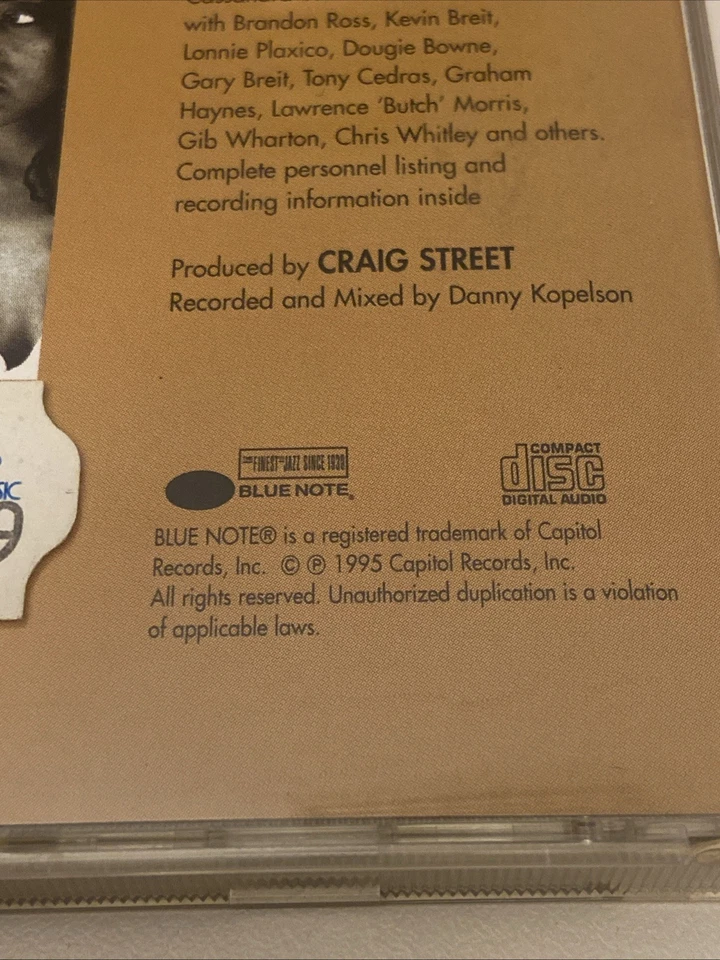 with Brandon Ross, Kevin Breit,
Lonnie Plaxico, Dougie Bowne,
Gary Breit, Tony Cedras, Graham
Haynes, Lawrence 'Butch' Morris,
Gib Wharton, Chris Whitley and others.
Complete personnel listing and
recording information inside
Produced by CRAIG STREET
Recorded and Mixed by Danny Kopelson
THE FINEST IN JAZZ SINCE 1939
BLUE NOTE®
COMPACT
disc
DIGITAL AUDIO
BLUE NOTE® is a registered trademark of Capitol
Records, Inc. © ℗ 1995 Capitol Records, Inc.
All rights reserved. Unauthorized duplication is a violation
of applicable laws.
SIC
9